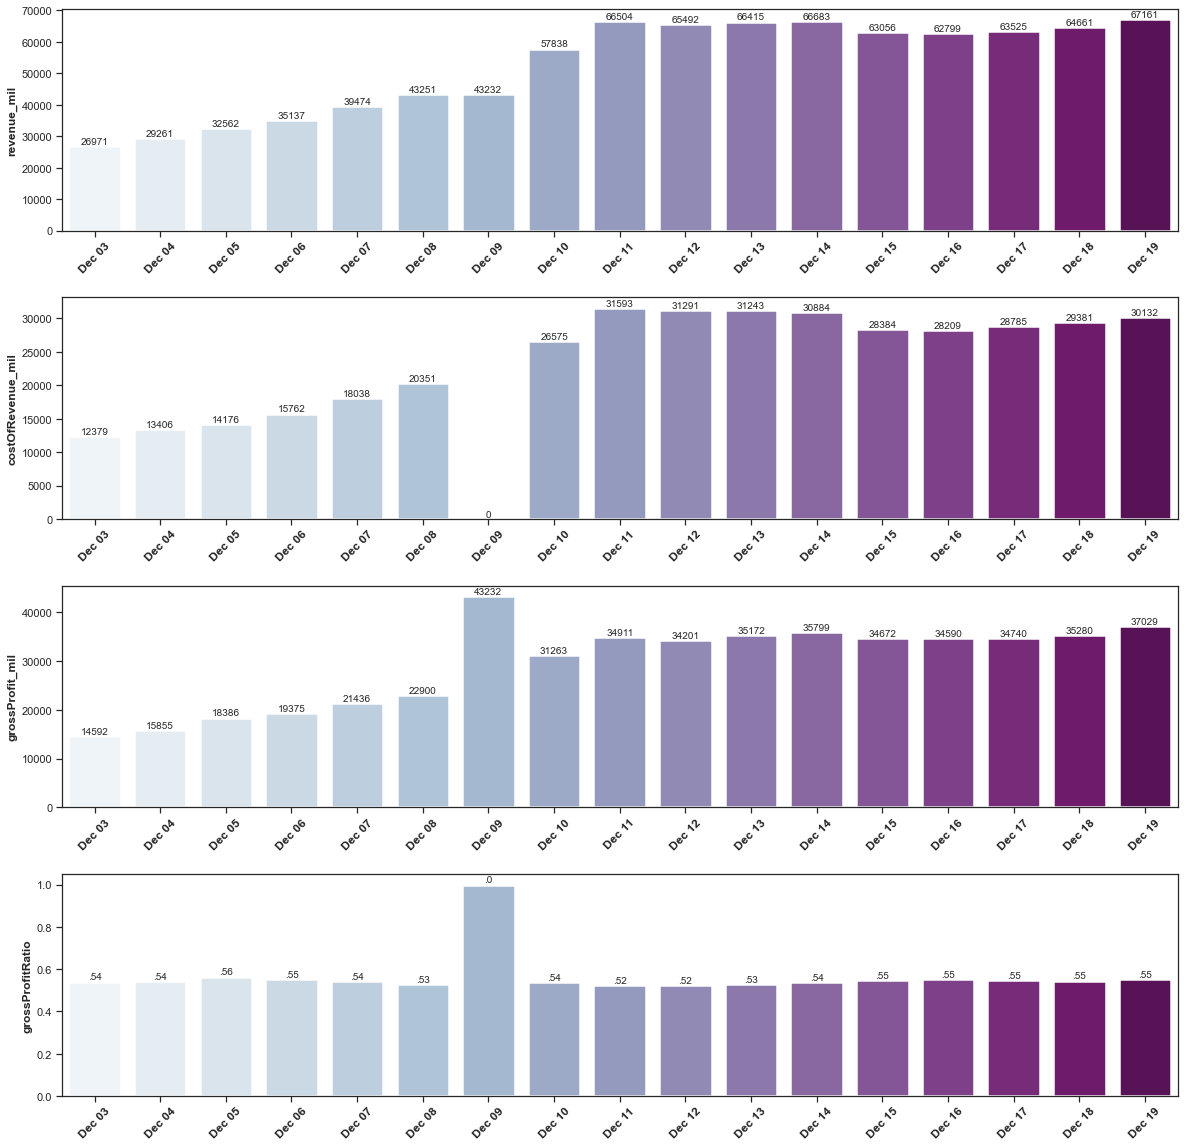 70000
60000
50000
40000
30000
20000
10000
0
revenue_mil
26971 29261 32562 35137 39474 43251 43232 57838 66504 65492 66415 66683 63056 62799 63525 64661 67161
Dec 03 Dec 04 Dec 05 Dec 06 Dec 07 Dec 08 Dec 09 Dec 10 Dec 11 Dec 12 Dec 13 Dec 14 Dec 15 Dec 16 Dec 17 Dec 18 Dec 19
30000
25000
20000
15000
10000
5000
0
costOfRevenue_mil
12379 13406 14176 15762 18038 20351 0 26575 31593 31291 31243 30884 28384 28209 28785 29381 30132
Dec 03 Dec 04 Dec 05 Dec 06 Dec 07 Dec 08 Dec 09 Dec 10 Dec 11 Dec 12 Dec 13 Dec 14 Dec 15 Dec 16 Dec 17 Dec 18 Dec 19
40000
30000
20000
10000
0
grossProfit_mil
14592 15855 18386 19375 21436 22900 43232 31263 34911 34201 35172 35799 34672 34590 34740 35280 37029
Dec 03 Dec 04 Dec 05 Dec 06 Dec 07 Dec 08 Dec 09 Dec 10 Dec 11 Dec 12 Dec 13 Dec 14 Dec 15 Dec 16 Dec 17 Dec 18 Dec 19
1.0
0.8
0.6
0.4
0.2
0.0
grossProfitRatio
.54 .54 .56 .55 .54 .53 .0 .54 .52 .52 .53 .54 .55 .55 .55 .55 .55
Dec 03 Dec 04 Dec 05 Dec 06 Dec 07 Dec 08 Dec 09 Dec 10 Dec 11 Dec 12 Dec 13 Dec 14 Dec 15 Dec 16 Dec 17 Dec 18 Dec 19